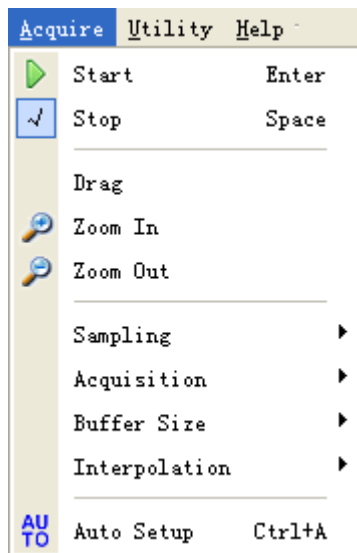 Acquire Utility Help
Start Enter
Stop Space
Drag
Zoom In
Zoom Out
Sampling
Acquisition
Buffer Size
Interpolation
AUTO Auto Setup Ctrl+A